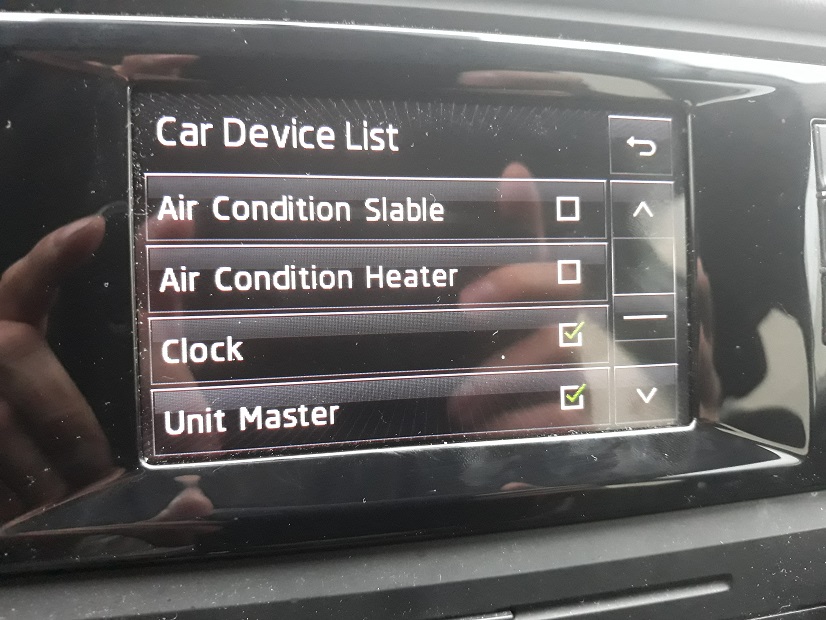 Car Device List
Air Condition Slable
Air Condition Heater
Clock
Unit Master